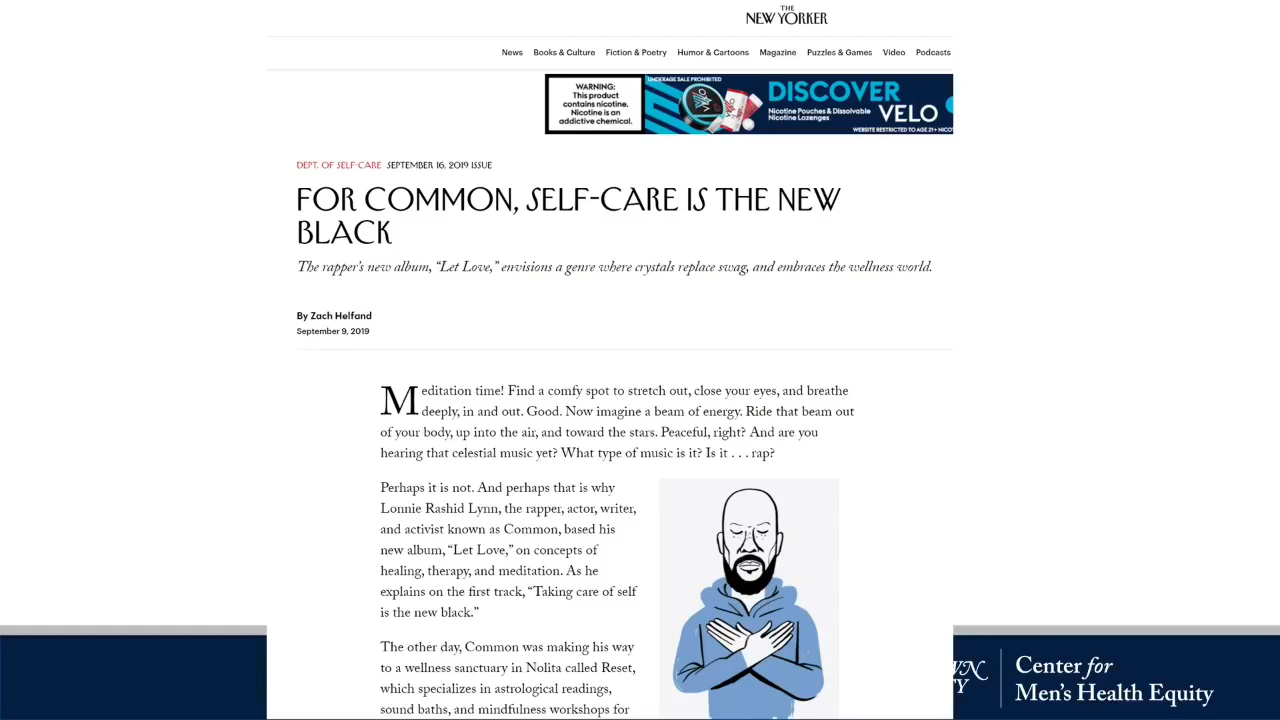 THE
NEW YORKER
News Books & Culture Fiction & Poetry Humor & Cartoons Magazine Puzzles & Games Video Podcasts
WARNING:
This product
contains nicotine.
Nicotine is an
addictive chemical.
UNDERAGE SALE PROHIBITED
VELO
DISCOVER
Nicotine Pouches & Dissolvable
Nicotine Lozenges
VELO
WEBSITE RESTRICTED TO AGE 21+ NICO
DEPT. OF SELF-CARE SEPTEMBER 16, 2019 ISSUE
FOR COMMON, SELF-CARE IS THE NEW
BLACK
The rapper's new album, “Let Love,” envisions a genre where crystals replace swag, and embraces the wellness world.
By Zach Helfand
September 9, 2019
Meditation time! Find a comfy spot to stretch out, close your eyes, and breathe
deeply, in and out. Good. Now imagine a beam of energy. Ride that beam out
of your body, up into the air, and toward the stars. Peaceful, right? And are you
hearing that celestial music yet? What type of music is it? Is it . . . rap?
Perhaps it is not. And perhaps that is why
Lonnie Rashid Lynn, the rapper, actor, writer,
and activist known as Common, based his
new album, “Let Love,” on concepts of
healing, therapy, and meditation. As he
explains on the first track, “Taking care of self
is the new black.”
The other day, Common was making his way
to a wellness sanctuary in Nolita called Reset,
which specializes in astrological readings,
sound baths, and mindfulness workshops for
WN
TY
Center for
Men's Health Equity